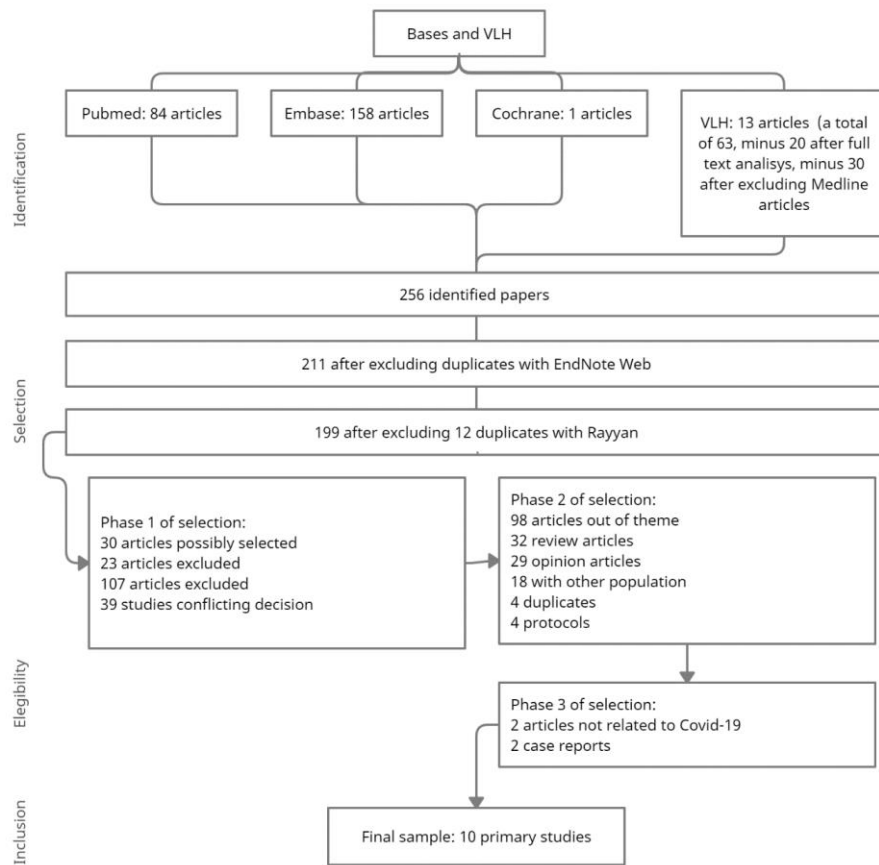 Bases and VLH
Identification
Pubmed: 84 articles
Embase: 158 articles
Cochrane: 1 articles
VLH: 13 articles (a total
of 63, minus 20 after full
text analisys, minus 30
after excluding Medline
articles
256 identified papers
Selection
211 after excluding duplicates with EndNote Web
199 after excluding 12 duplicates with Rayyan
Phase 1 of selection:
30 articles possibly selected
23 articles excluded
107 articles excluded
39 studies conflicting decision
Phase 2 of selection:
98 articles out of theme
32 review articles
29 opinion articles
18 with other population
4 duplicates
4 protocols
Elegibility
Phase 3 of selection:
2 articles not related to Covid-19
2 case reports
Inclusion
Final sample: 10 primary studies